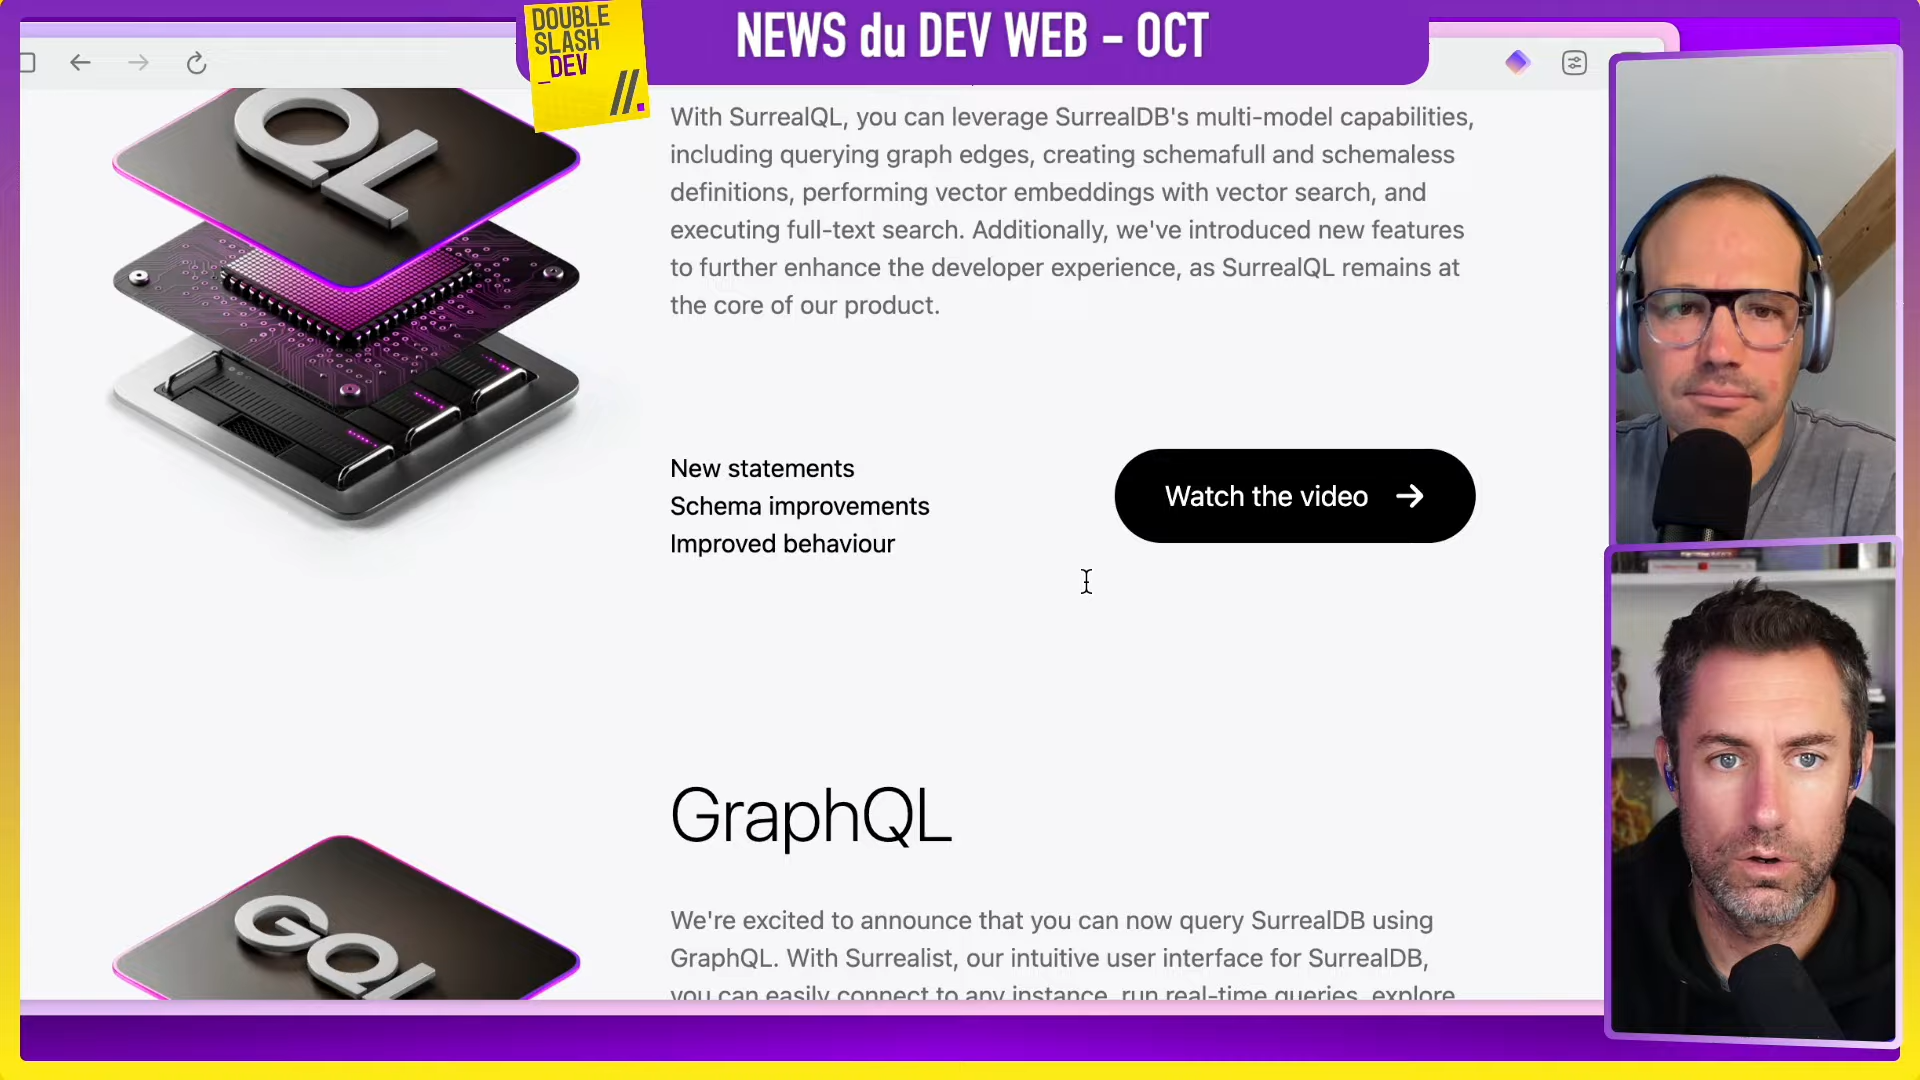 DOUBLE
SLASH
_DEV
//.
NEWS du DEV WEB - OCT
QL
With SurrealQL, you can leverage SurrealDB's multi-model capabilities,
including querying graph edges, creating schemafull and schemaless
definitions, performing vector embeddings with vector search, and
executing full-text search. Additionally, we've introduced new features
to further enhance the developer experience, as SurrealQL remains at
the core of our product.
New statements
Schema improvements
Improved behaviour
Watch the video
GraphQL
GQL
We're excited to announce that you can now query SurrealDB using
GraphQL. With Surrealist, our intuitive user interface for SurrealDB,
you can easily connect to any instance, run real-time queries, explore